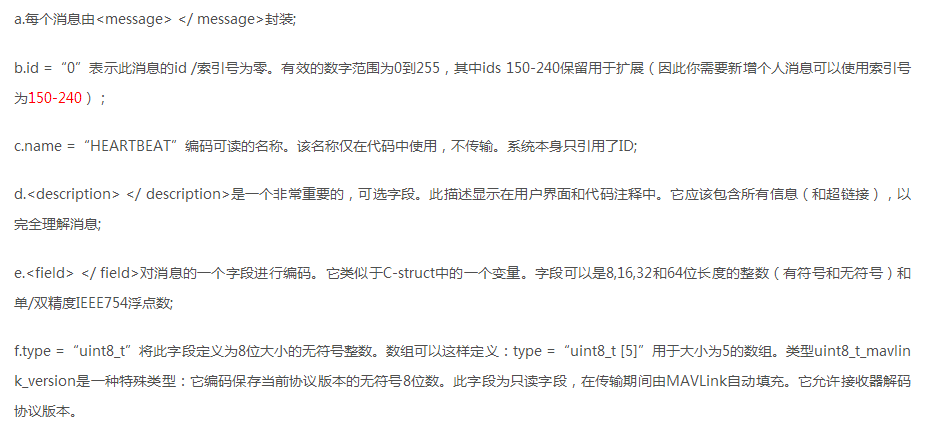 a.每个消息由<message> </ message>封装;
b.id =“0”表示此消息的id /索引号为零。有效的数字范围为0到255，其中ids 150-240保留用于扩展（因此你需要新增个人消息可以使用索引号
为150-240）;
c.name =“HEARTBEAT”编码可读的名称。该名称仅在代码中使用，不传输。系统本身只引用了ID;
d.<description> </ description>是一个非常重要的，可选字段。此描述显示在用户界面和代码注释中。它应该包含所有信息（和超链接），以
完全理解消息;
e.<field> </ field>对消息的一个字段进行编码。它类似于C-struct中的一个变量。字段可以是8,16,32和64位长度的整数（有符号和无符号）和
单/双精度IEEE754浮点数;
f.type =“uint8_t”将此字段定义为8位大小的无符号整数。数组可以这样定义：type =“uint8_t [5]”用于大小为5的数组。类型uint8_t_mavlin
k_version是一种特殊类型：它编码保存当前协议版本的无符号8位数。此字段为只读字段，在传输期间由MAVLink自动填充。它允许接收器解码
协议版本。